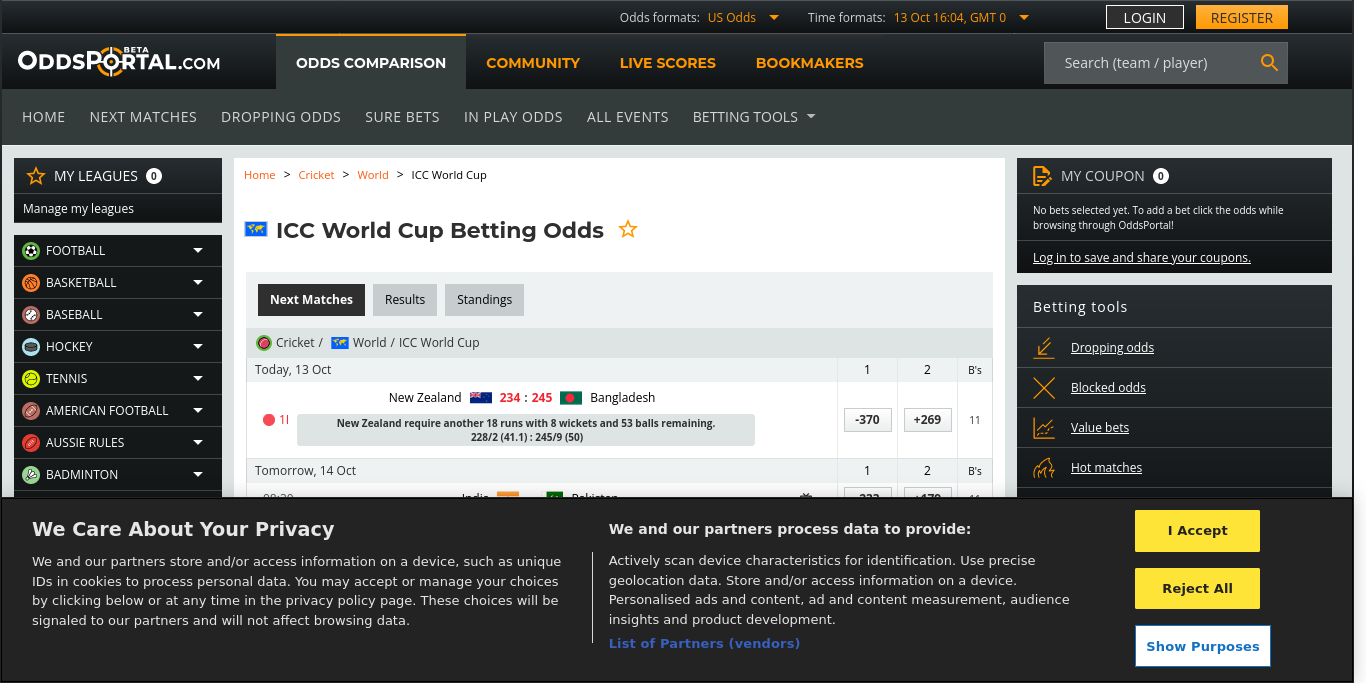 Odds formats: US Odds
Time formats: 13 Oct 16:04, GMT 0
LOGIN
REGISTER
ODDSPORTAL.COM
BETA
ODDS COMPARISON
COMMUNITY
LIVE SCORES
BOOKMAKERS
Search (team / player)
HOME
NEXT MATCHES
DROPPING ODDS
SURE BETS
IN PLAY ODDS
ALL EVENTS
BETTING TOOLS
MY LEAGUES 0
Manage my leagues
FOOTBALL
BASKETBALL
BASEBALL
HOCKEY
TENNIS
AMERICAN FOOTBALL
AUSSIE RULES
BADMINTON
Home > Cricket > World > ICC World Cup
ICC World Cup Betting Odds
Next Matches
Results
Standings
Cricket / World / ICC World Cup
Today, 13 Oct 1 2 B's
New Zealand 234 : 245 Bangladesh
1I
New Zealand require another 18 runs with 8 wickets and 53 balls remaining.
228/2 (41.1) : 245/9 (50)
-370 +269 11
Tomorrow, 14 Oct 1 2 B's
India Pakistan
MY COUPON 0
No bets selected yet. To add a bet click the odds while
browsing through OddsPortal!
Log in to save and share your coupons.
Betting tools
Dropping odds
Blocked odds
Value bets
Hot matches
We Care About Your Privacy
We and our partners store and/or access information on a device, such as unique
IDs in cookies to process personal data. You may accept or manage your choices
by clicking below or at any time in the privacy policy page. These choices will be
signaled to our partners and will not affect browsing data.
We and our partners process data to provide:
Actively scan device characteristics for identification. Use precise
geolocation data. Store and/or access information on a device.
Personalised ads and content, ad and content measurement, audience
insights and product development.
List of Partners (vendors)
I Accept
Reject All
Show Purposes